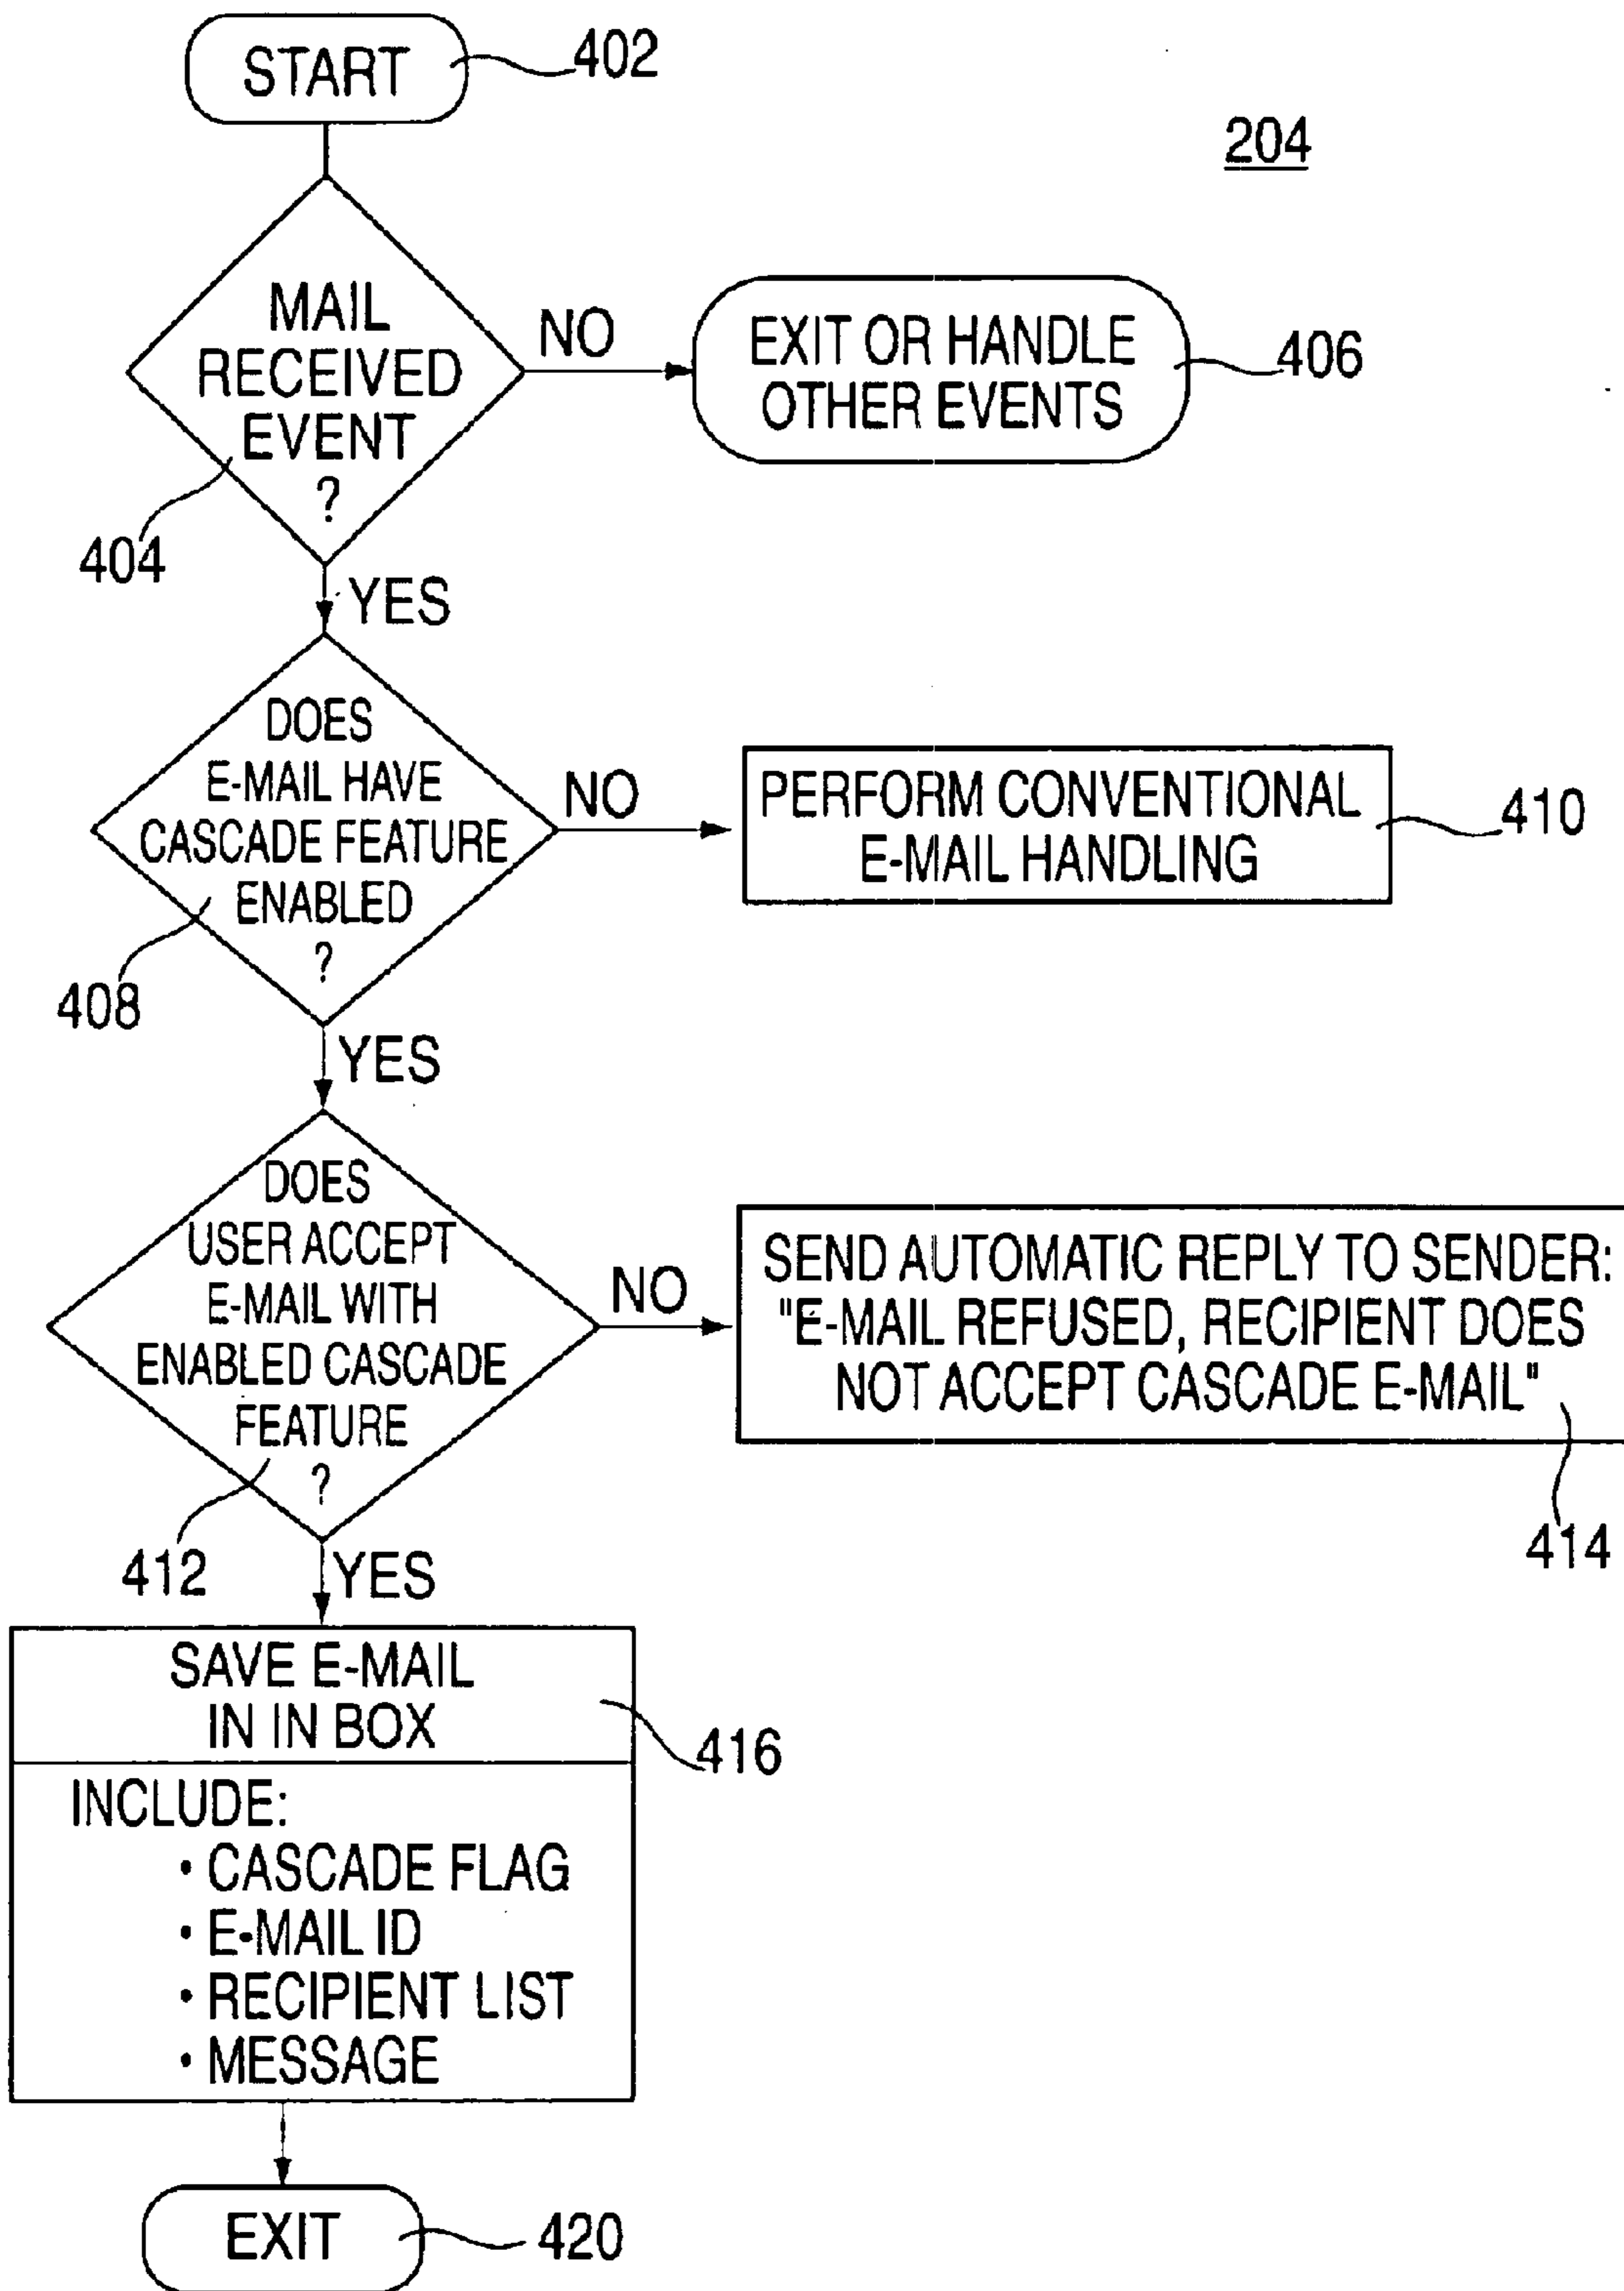 START
402
204
MAIL
RECEIVED
EVENT
?
404
NO
EXIT OR HANDLE
OTHER EVENTS
406
YES
DOES
E-MAIL HAVE
CASCADE FEATURE
ENABLED
?
408
NO
PERFORM CONVENTIONAL
E-MAIL HANDLING
410
YES
DOES
USER ACCEPT
E-MAIL WITH
ENABLED CASCADE
FEATURE
?
412
NO
SEND AUTOMATIC REPLY TO SENDER:
"E-MAIL REFUSED, RECIPIENT DOES
NOT ACCEPT CASCADE E-MAIL"
414
YES
SAVE E-MAIL
IN IN BOX
416
INCLUDE:
• CASCADE FLAG
• E-MAIL ID
• RECIPIENT LIST
• MESSAGE
EXIT
420